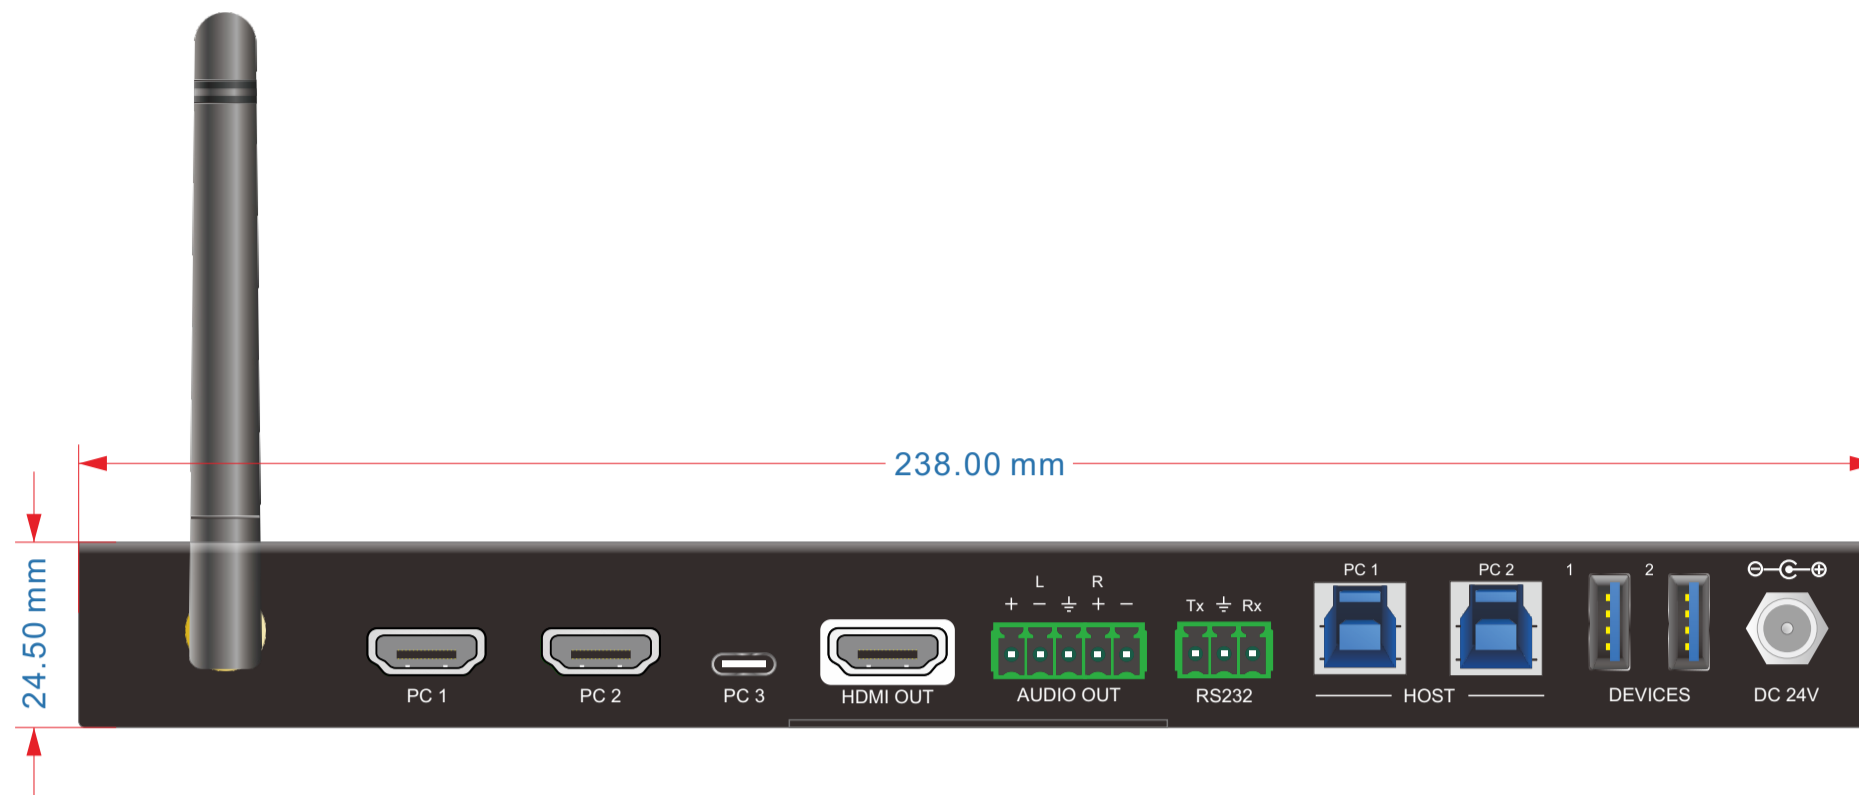 238.00 mm
24.50 mm
L R
+ − ⏚ + −
Tx ⏚ Rx
PC 1
PC 2
1
2
PC 1
PC 2
PC 3
HDMI OUT
AUDIO OUT
RS232
HOST
DEVICES
DC 24V